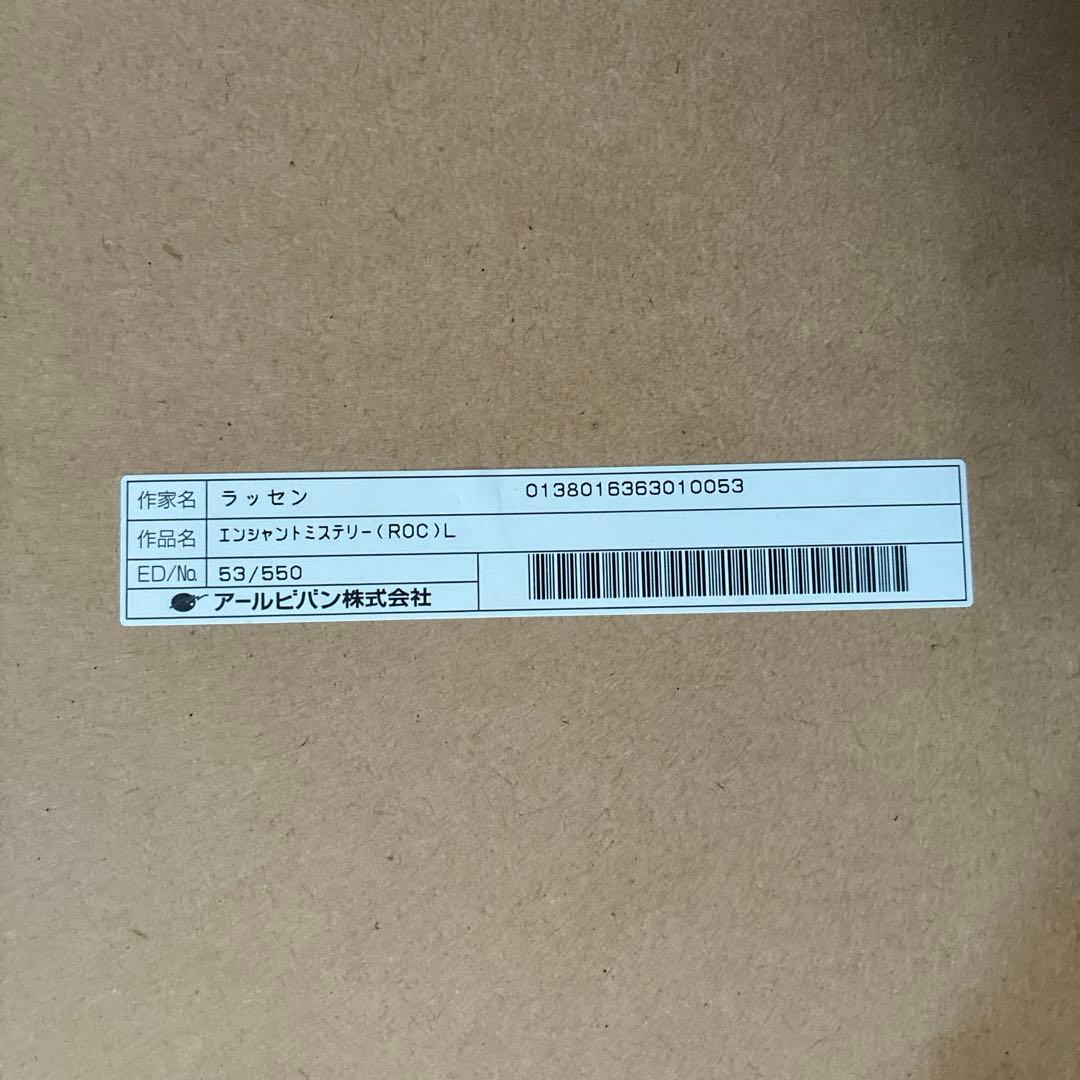 作家名 ラッセン 0138016363010053
作品名 エンシャントミステリー(ROC)L
ED/No. 53/550
アールビバン株式会社